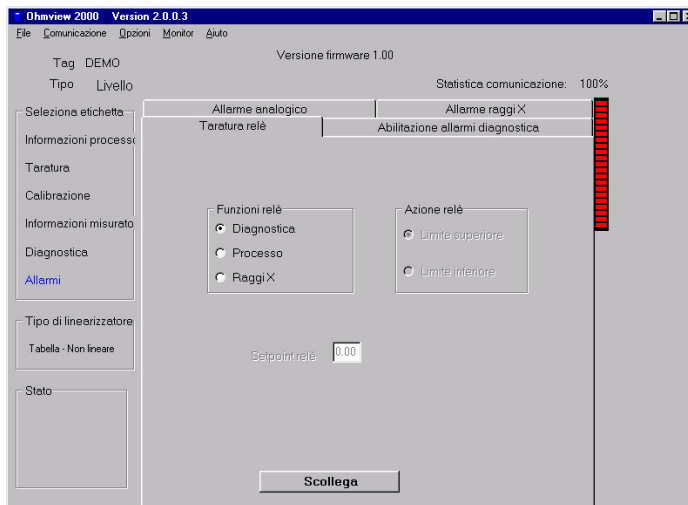 Ohmview 2000 Version 2.0.0.3
File Comunicazione Opzioni Monitor Aiuto
Versione firmware 1.00
Tag DEMO
Tipo Livello
Statistica comunicazione: 100%
Seleziona etichetta
Informazioni processo
Taratura
Calibrazione
Informazioni misurato
Diagnostica
Allarmi
Tipo di linearizzatore
Tabella - Non lineare
Stato
Allarme analogico
Allarme raggi X
Taratura relè
Abilitazione allarmi diagnostica
Funzioni relè
Diagnostica
Processo
Raggi X
Azione relè
Limite superiore
Limite inferiore
Setpoint relè 0.00
Scollega